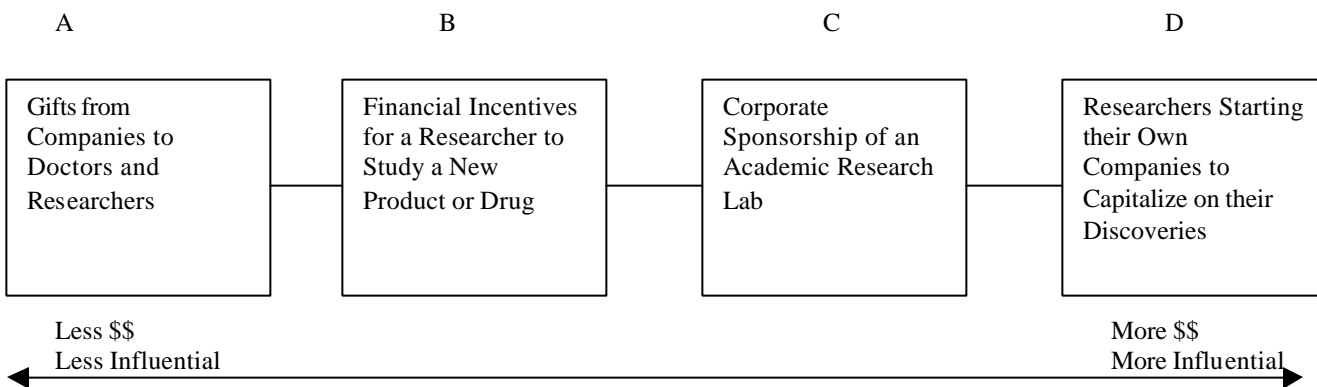 A
B
C
D
Gifts from
Companies to
Doctors and
Researchers
Financial Incentives
for a Researcher to
Study a New
Product or Drug
Corporate
Sponsorship of an
Academic Research
Lab
Researchers Starting
their Own
Companies to
Capitalize on their
Discoveries
Less $$
Less Influential
More $$
More Influential